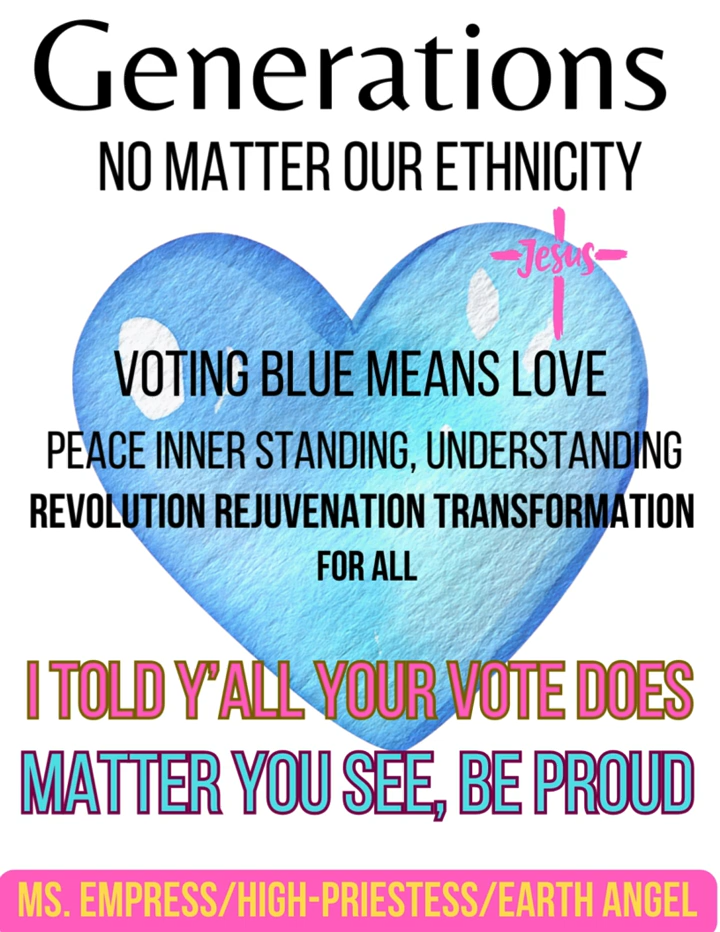 Generations
NO MATTER OUR ETHNICITY
Jesus
VOTING BLUE MEANS LOVE
PEACE INNER STANDING, UNDERSTANDING
REVOLUTION REJUVENATION TRANSFORMATION
FOR ALL
I TOLD Y'ALL YOUR VOTE DOES
MATTER YOU SEE, BE PROUD
MS. EMPRESS/HIGH-PRIESTESS/EARTH ANGEL